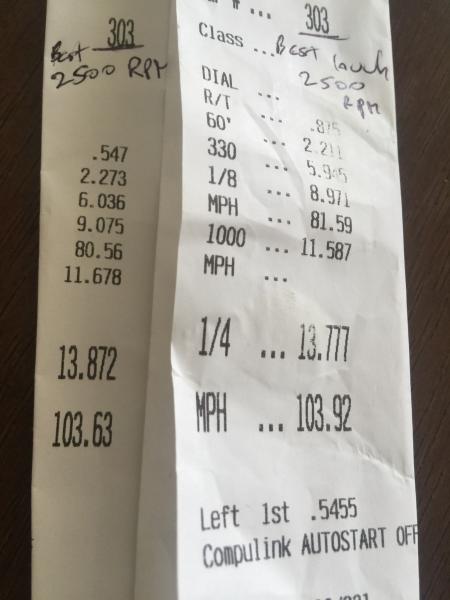 303
Best
2500 RPM
.547
2.273
6.036
9.075
80.56
11.678
13.872
103.63
# ... 303
Class ... Best launch
2500
RPM
DIAL ...
R/T ... .875
60' ... 2.211
330 ... 5.945
1/8 ... 8.971
MPH ... 81.59
1000 ... 11.587
MPH ...
1/4 ... 13.777
MPH ... 103.92
Left 1st .5455
Compulink AUTOSTART OFF